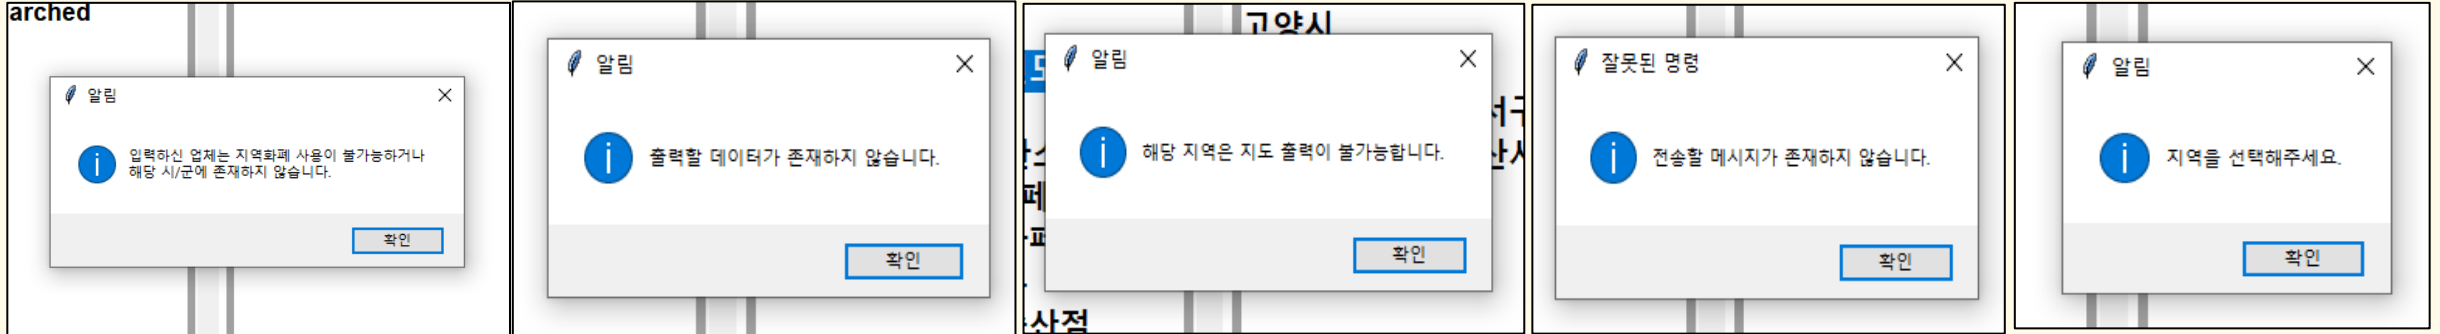 arched
알림
입력하신 업체는 지역화폐 사용이 불가능하거나
해당 시/군에 존재하지 않습니다.
확인
알림
출력할 데이터가 존재하지 않습니다.
확인
고양시
알림
해당 지역은 지도 출력이 불가능합니다.
확인
산점
잘못된 명령
전송할 메시지가 존재하지 않습니다.
확인
알림
지역을 선택해주세요.
확인